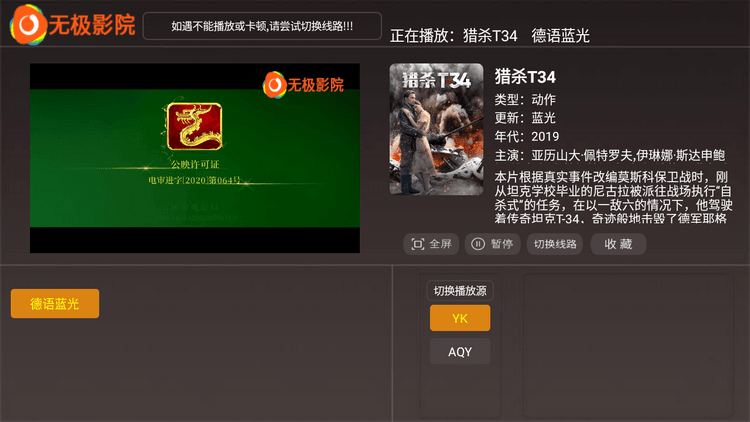 无极影院
如遇不能播放或卡顿,请尝试切换线路!!!
正在播放：猎杀T34 德语蓝光
无极影院
公映许可证
电审进字[2020]第064号
猎杀T34
猎杀T34
类型：动作
更新：蓝光
年代：2019
主演：亚历山大·佩特罗夫,伊琳娜·斯达申鲍
本片根据真实事件改编莫斯科保卫战时，刚
从坦克学校毕业的尼古拉被派往战场执行“自
杀式”的任务，在以一敌六的情况下，他驾驶
着传奇坦克T-34，奇迹般地击毁了德军耶格
全屏
暂停
切换线路
收藏
德语蓝光
切换播放源
YK
AQY